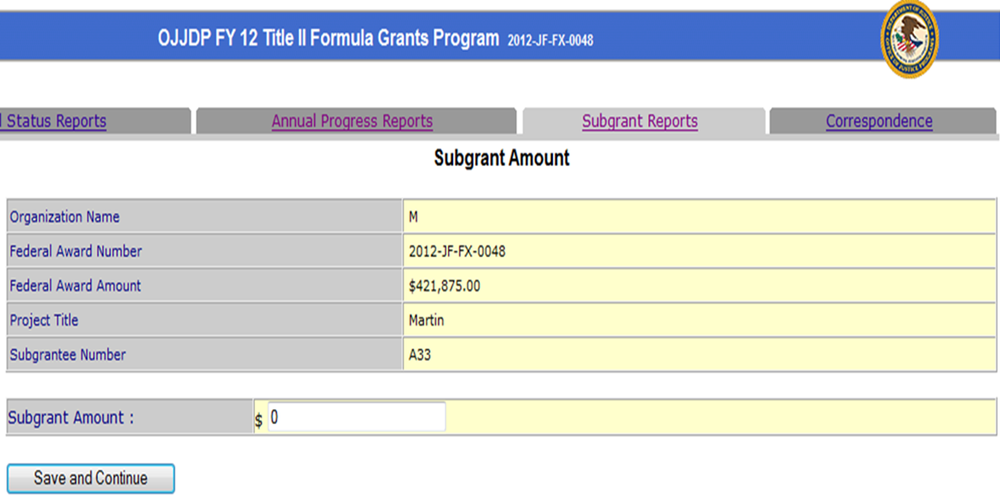 OJJDP FY 12 Title II Formula Grants Program 2012-JF-FX-0048
Status Reports Annual Progress Reports Subgrant Reports Correspondence
Subgrant Amount
Organization Name M
Federal Award Number 2012-JF-FX-0048
Federal Award Amount $421,875.00
Project Title Martin
Subgrantee Number A33
Subgrant Amount : $ 0
Save and Continue